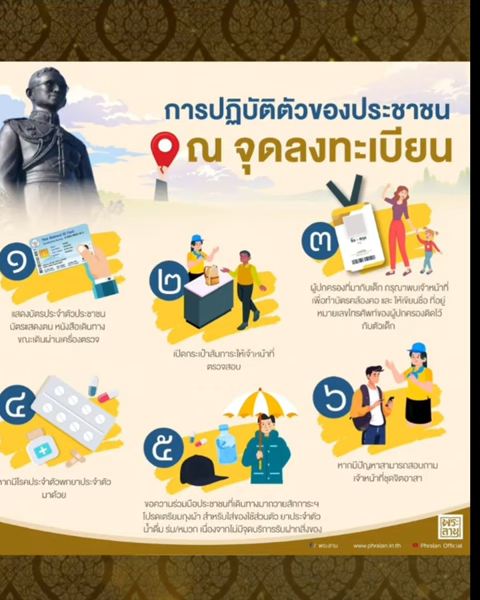 การปฏิบัติตัวของประชาชน
ณ จุดลงทะเบียน
๑
แสดงบัตรประจำตัวประชาชน
บัตรแสดงตน หนังสือเดินทาง
ขณะเดินผ่านเครื่องตรวจ
๒
เปิดกระเป๋าสัมภาระให้เจ้าหน้าที่
ตรวจสอบ
๓
ผู้ปกครองที่มากับเด็ก กรุณาพบเจ้าหน้าที่
เพื่อทำบัตรคล้องคอ และ ให้เขียนชื่อ ที่อยู่
หมายเลขโทรศัพท์ของผู้ปกครองติดไว้
กับตัวเด็ก
๔
หากมีโรคประจำตัวพกยาประจำตัว
มาด้วย
๕
ขอความร่วมมือประชาชนที่เดินทางมาถวายสักการะฯ
โปรดเตรียมถุงผ้า สำหรับใส่ของใช้ส่วนตัว ยาประจำตัว
น้ำดื่ม ร่ม/หมวก เนื่องจากไม่มีจุดบริการรับฝากสิ่งของ
๖
หากมีปัญหาสามารถสอบถาม
เจ้าหน้าที่ชุดจิตอาสา
พระลาน
พระลาน www.phralan.in.th Phralan Official